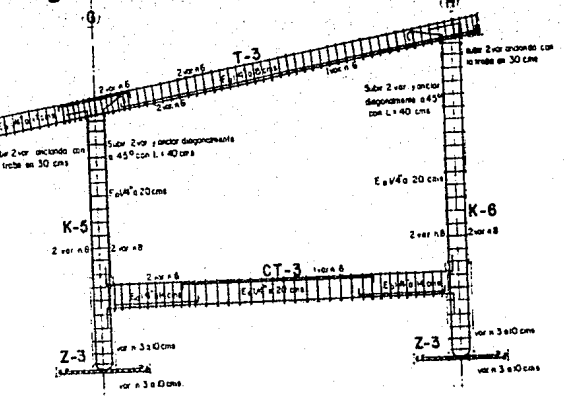 G
H
T-3
2 var n 6
2 var n 6
2 var n 6
1 var n 6
Subir 2 var anclando con
la trabe en 30 cms
Subir 2 var y anclar
diagonalmente a 45°
con L = 40 cms
Subir 2 var anclando con
trabe en 30 cms
Subir 2 var y anclar diagonalmente
a 45° con L = 40 cms
E 1/4" a 20 cms
E 1/4" a 20 cms
K-5
K-6
2 var n 8
2 var n 8
2 var n 8
2 var n 8
2 var n 6
CT-3
1 var n 6
E 1/4" a 20 cms
Z-3
Z-3
var n 3 a 10 cms
var n 3 a 10 cms
var n 3 a 10 cms
var n 3 a 10 cms